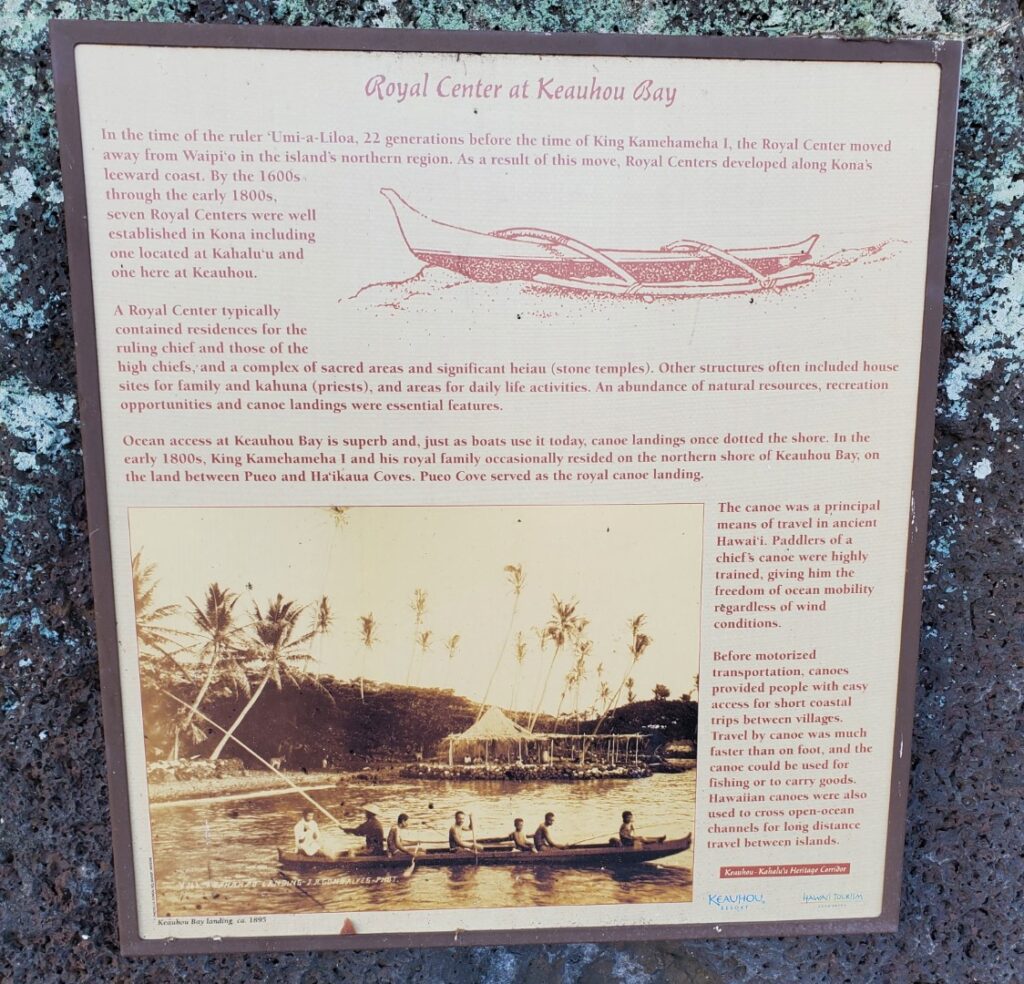 Royal Center at Keauhou Bay
In the time of the ruler ‘Umi-a-Liloa, 22 generations before the time of King Kamehameha I, the Royal Center moved
away from Waipi‘o in the island's northern region. As a result of this move, Royal Centers developed along Kona's
leeward coast. By the 1600s
through the early 1800s,
seven Royal Centers were well
established in Kona including
one located at Kahalu‘u and
one here at Keauhou.
A Royal Center typically
contained residences for the
ruling chief and those of the
high chiefs, and a complex of sacred areas and significant heiau (stone temples). Other structures often included house
sites for family and kahuna (priests), and areas for daily life activities. An abundance of natural resources, recreation
opportunities and canoe landings were essential features.
Ocean access at Keauhou Bay is superb and, just as boats use it today, canoe landings once dotted the shore. In the
early 1800s, King Kamehameha I and his royal family occasionally resided on the northern shore of Keauhou Bay, on
the land between Pueo and Ha‘ikaua Coves. Pueo Cove served as the royal canoe landing.
The canoe was a principal
means of travel in ancient
Hawai‘i. Paddlers of a
chief's canoe were highly
trained, giving him the
freedom of ocean mobility
regardless of wind
conditions.
Before motorized
transportation, canoes
provided people with easy
access for short coastal
trips between villages.
Travel by canoe was much
faster than on foot, and the
canoe could be used for
fishing or to carry goods.
Hawaiian canoes were also
used to cross open-ocean
channels for long distance
travel between islands.
LANDING-J.A.GONSALVES-PHOT.
Keauhou Bay landing, ca. 1895
Keauhou - Kahalu‘u Heritage Corridor
KEAUHOU
RESORT
HAWAI‘I TOURISM